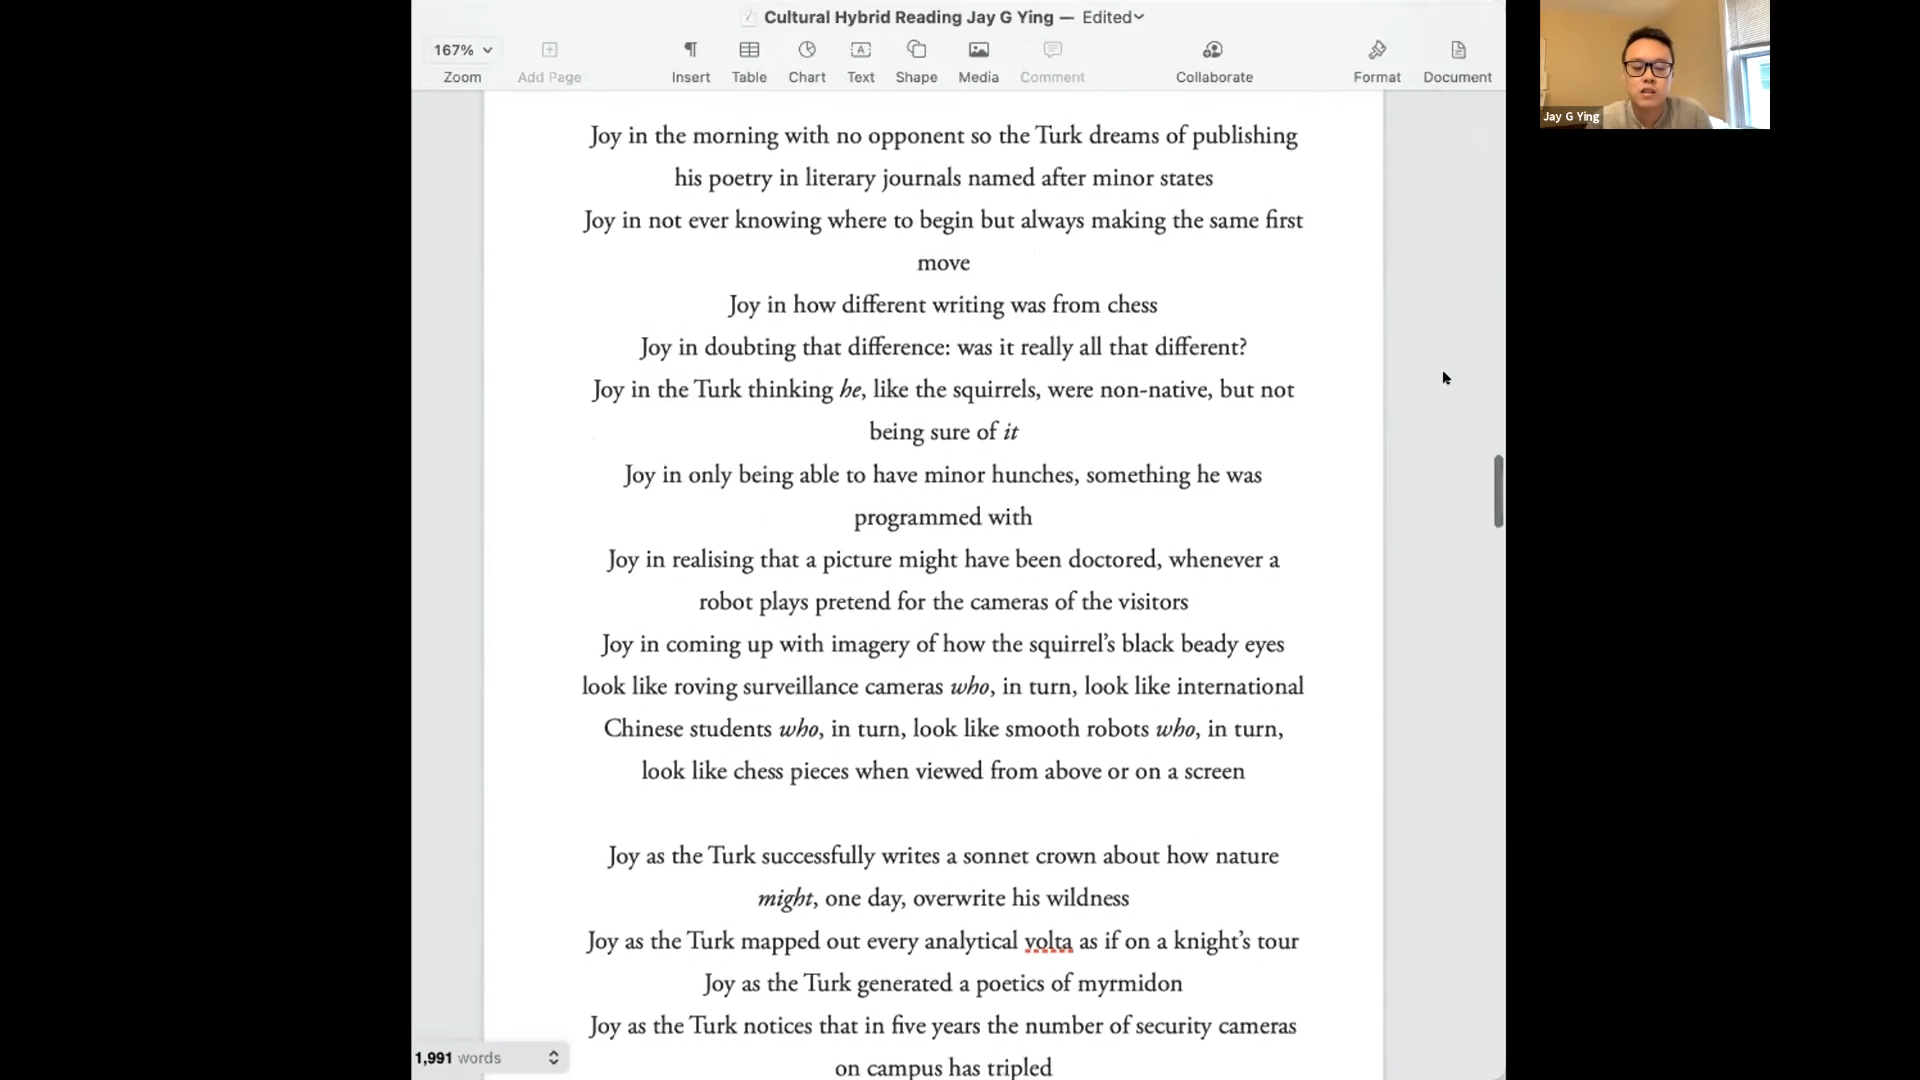 Cultural Hybrid Reading Jay G Ying — Edited
167%
Zoom
Add Page
Insert
Table
Chart
Text
Shape
Media
Comment
Collaborate
Format
Document
Jay G Ying
Joy in the morning with no opponent so the Turk dreams of publishing
his poetry in literary journals named after minor states
Joy in not ever knowing where to begin but always making the same first
move
Joy in how different writing was from chess
Joy in doubting that difference: was it really all that different?
Joy in the Turk thinking he, like the squirrels, were non-native, but not
being sure of it
Joy in only being able to have minor hunches, something he was
programmed with
Joy in realising that a picture might have been doctored, whenever a
robot plays pretend for the cameras of the visitors
Joy in coming up with imagery of how the squirrel’s black beady eyes
look like roving surveillance cameras who, in turn, look like international
Chinese students who, in turn, look like smooth robots who, in turn,
look like chess pieces when viewed from above or on a screen
Joy as the Turk successfully writes a sonnet crown about how nature
might, one day, overwrite his wildness
Joy as the Turk mapped out every analytical volta as if on a knight’s tour
Joy as the Turk generated a poetics of myrmidon
Joy as the Turk notices that in five years the number of security cameras
on campus has tripled
1,991 words